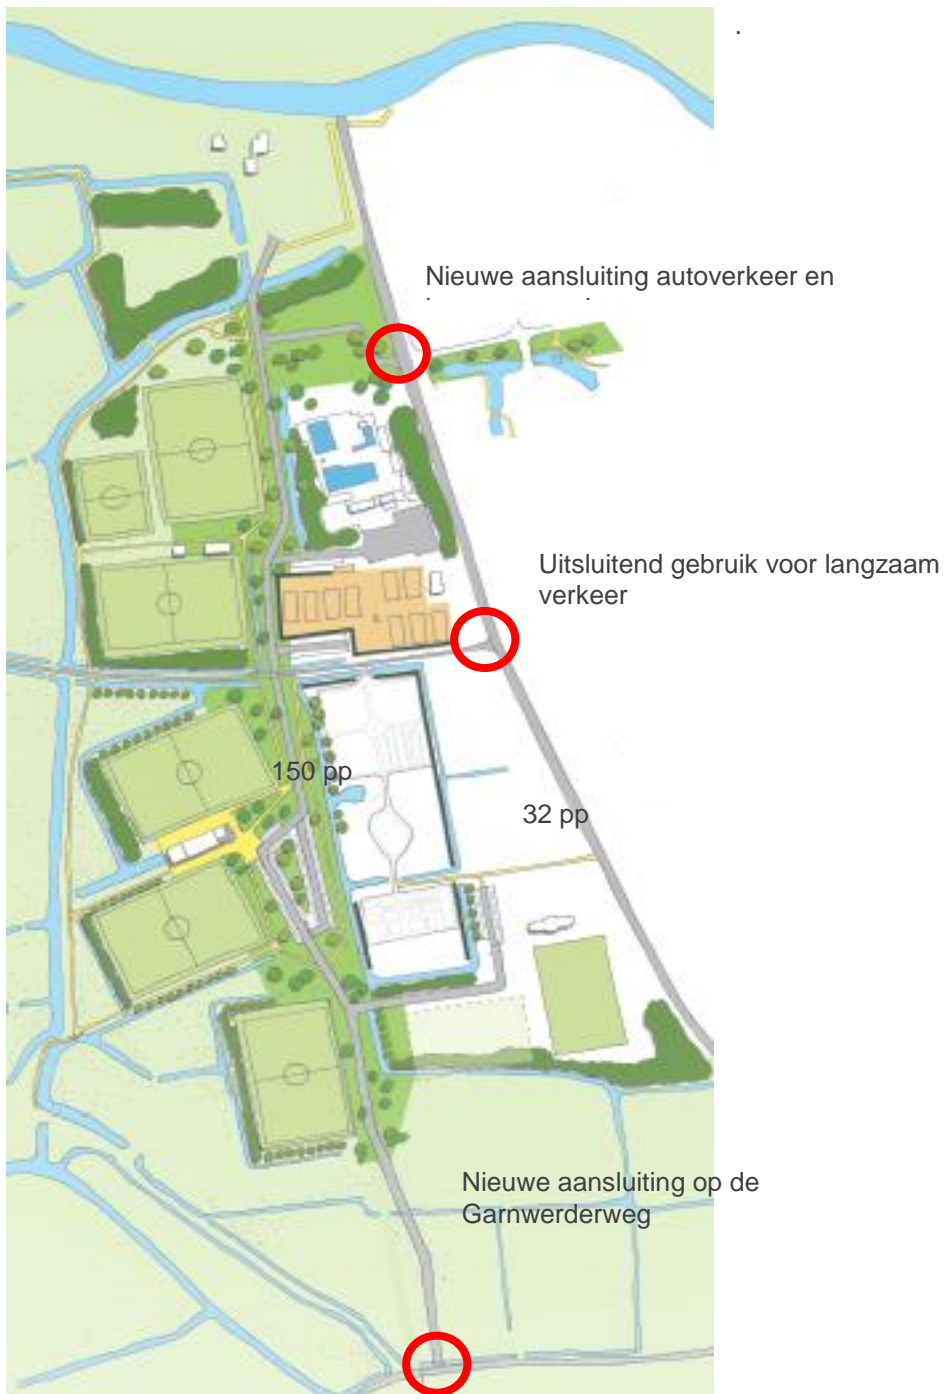 .
Nieuwe aansluiting autoverkeer en
Uitsluitend gebruik voor langzaam
verkeer
150 pp
32 pp
Nieuwe aansluiting op de
Garnwerderweg